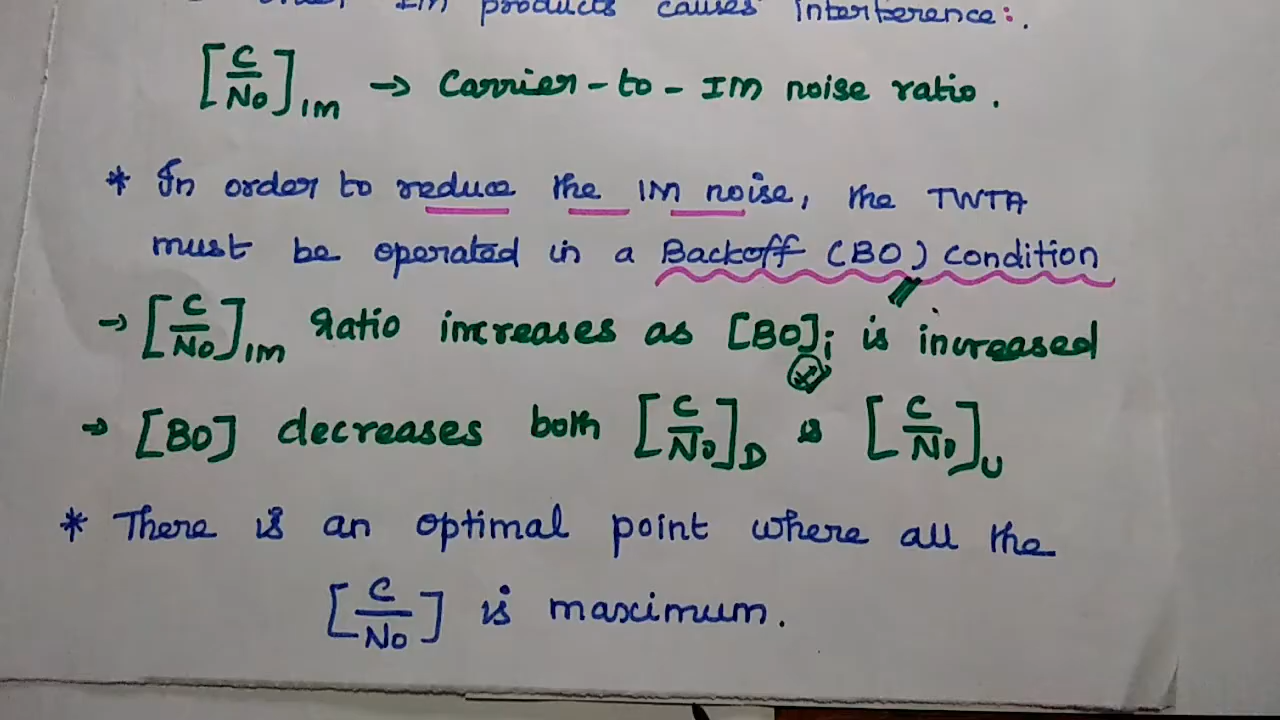 IM products causes interference:.
[C/No]IM → Carrier-to-IM noise ratio.
* In order to reduce the IM noise, the TWTA
must be operated in a Backoff (BO) condition
→ [C/No]IM Ratio increases as [BO]i is increased
→ [BO] decreases both [C/No]D & [C/No]U
* There is an optimal point where all the
[C/No] is maximum.